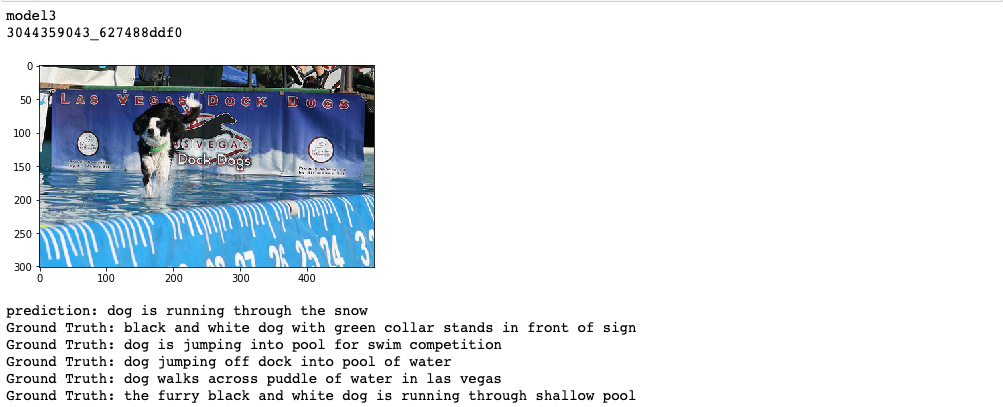 model3
3044359043_627488ddf0
0
50
100
150
200
250
300
LAS VEGAS DOCK DOGS
AS VEGAS
Dock Dogs
27 26 25 24
0 100 200 300 400
prediction: dog is running through the snow
Ground Truth: black and white dog with green collar stands in front of sign
Ground Truth: dog is jumping into pool for swim competition
Ground Truth: dog jumping off dock into pool of water
Ground Truth: dog walks across puddle of water in las vegas
Ground Truth: the furry black and white dog is running through shallow pool